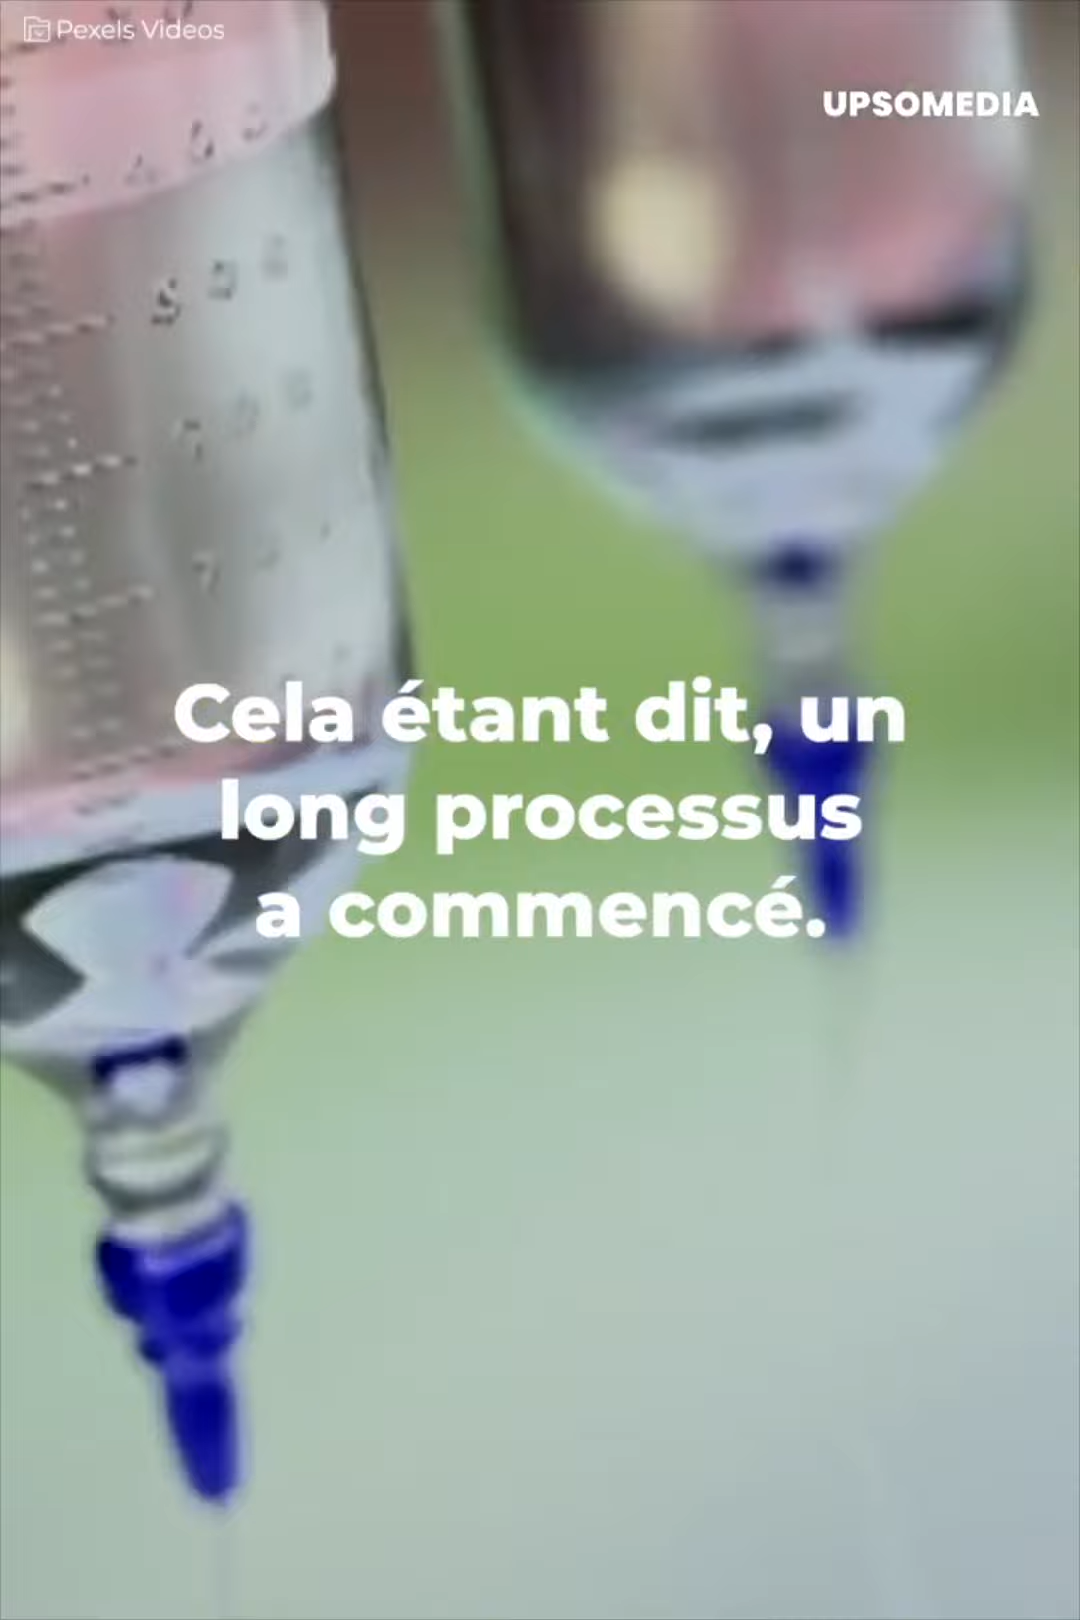 Pexels Videos
UPSOMEDIA
Cela étant dit, un
long processus
a commencé.